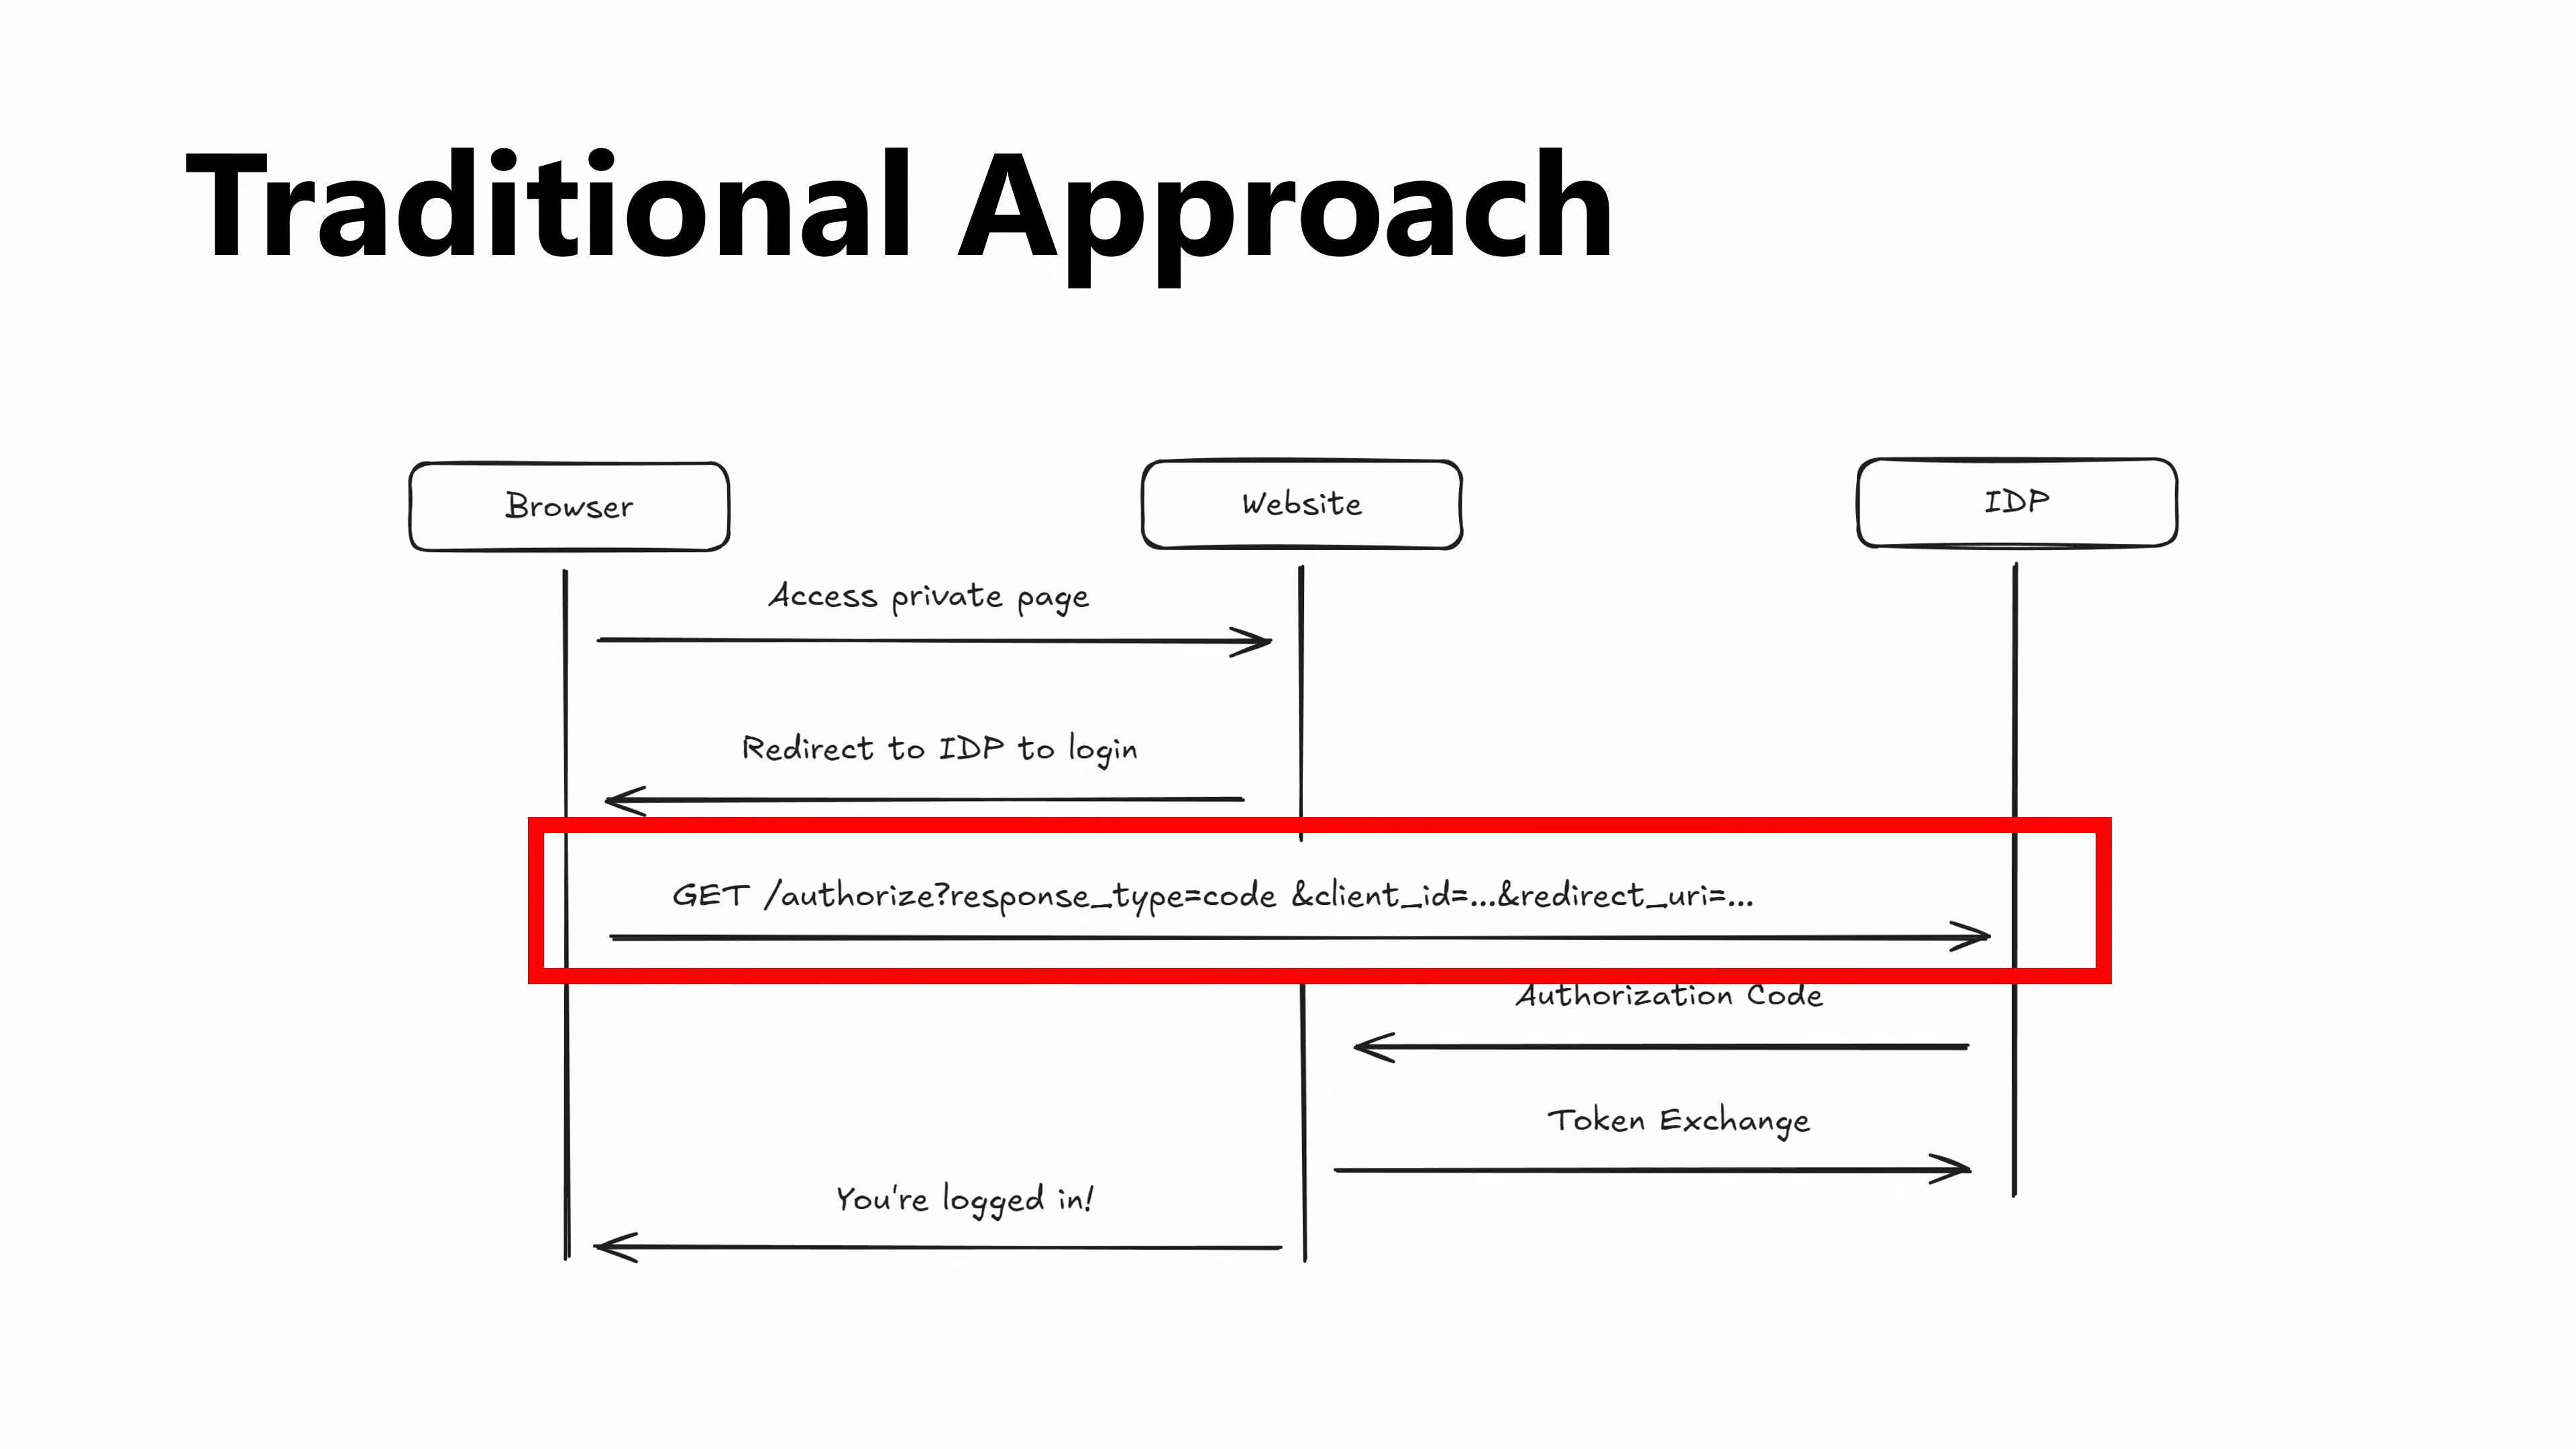 Traditional Approach
Browser
Website
IDP
Access private page
Redirect to IDP to login
GET /authorize?response_type=code &client_id=...&redirect_uri=...
Authorization Code
Token Exchange
You're logged in!